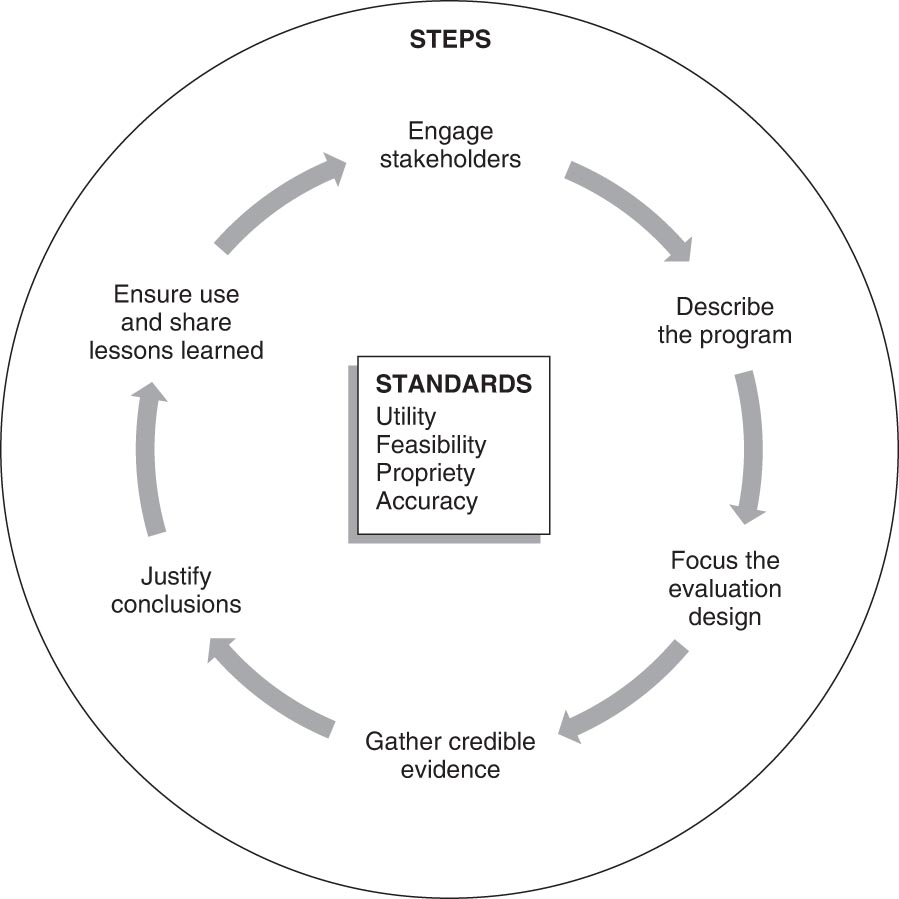 STEPS
Engage
stakeholders
Describe
the program
Focus the
evaluation
design
Gather credible
evidence
Justify
conclusions
Ensure use
and share
lessons learned
STANDARDS
Utility
Feasibility
Propriety
Accuracy